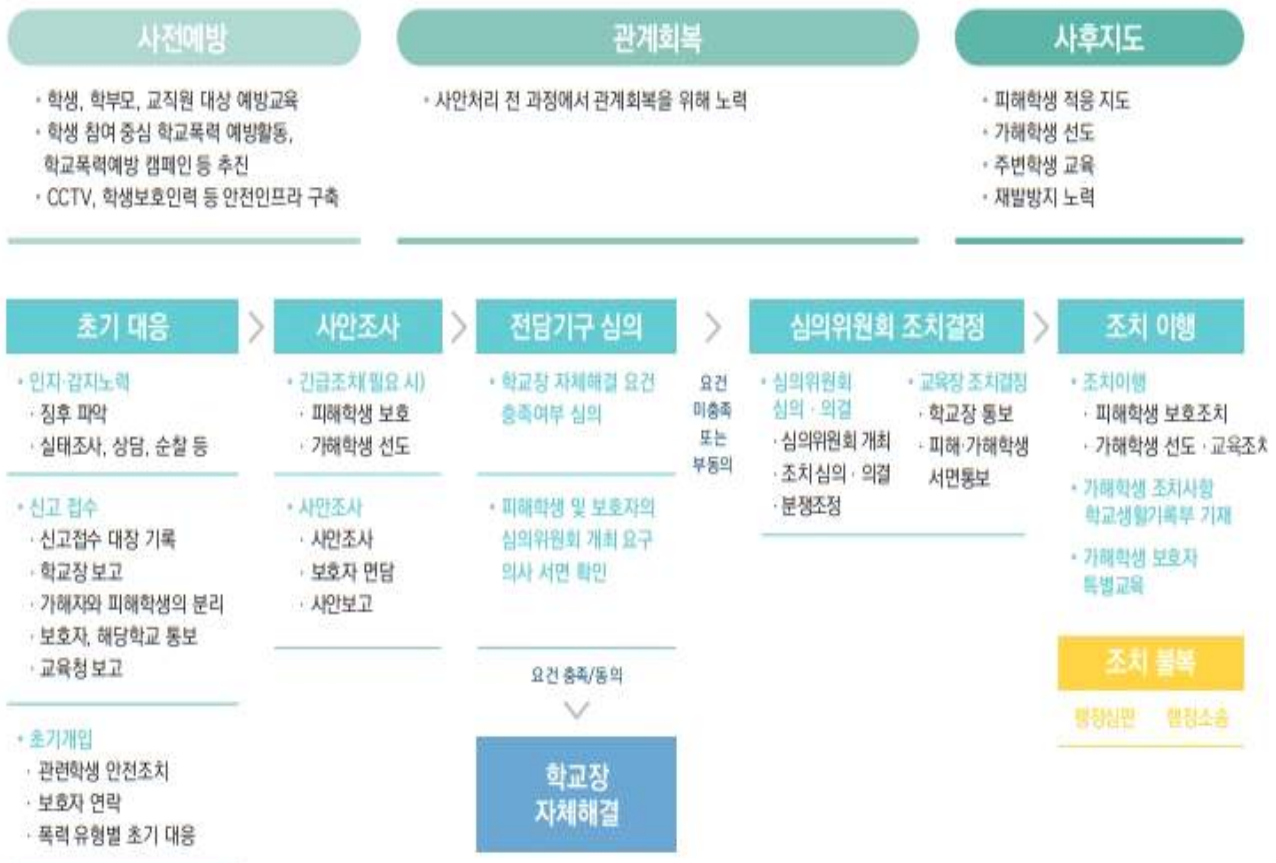 사전예방
· 학생, 학부모, 교직원 대상 예방교육
· 학생 참여 중심 학교폭력 예방활동,
학교폭력예방 캠페인 등 추진
· CCTV, 학생보호인력 등 안전인프라 구축
관계회복
· 사안처리 전 과정에서 관계회복을 위해 노력
사후지도
· 피해학생 적응 지도
· 가해학생 선도
· 주변학생 교육
· 재발방지 노력
초기 대응
· 인지·감지노력
· 징후 파악
· 실태조사, 상담, 순찰 등
· 신고 접수
· 신고접수 대장 기록
· 학교장 보고
· 가해자와 피해학생의 분리
· 보호자, 해당학교 통보
· 교육청 보고
· 초기개입
· 관련학생 안전조치
· 보호자 연락
· 폭력 유형별 초기 대응
사안조사
· 긴급조치(필요 시)
· 피해학생 보호
· 가해학생 선도
· 사안조사
· 사안조사
· 보호자 면담
· 사안보고
전담기구 심의
· 학교장 자체해결 요건
충족여부 심의
· 피해학생 및 보호자의
심의위원회 개최 요구
의사 서면 확인
요건 충족/동의
학교장
자체해결
요건
미충족
또는
부동의
심의위원회 조치결정
· 심의위원회
심의 · 의결
· 심의위원회 개최
· 조치심의 · 의결
· 분쟁조정
· 교육장 조치결정
· 학교장 통보
· 피해·가해학생
서면통보
조치 이행
· 조치이행
· 피해학생 보호조치
· 가해학생 선도 · 교육조치
· 가해학생 조치사항
학교생활기록부 기재
· 가해학생 보호자
특별교육
조치 불복
행정심판 행정소송